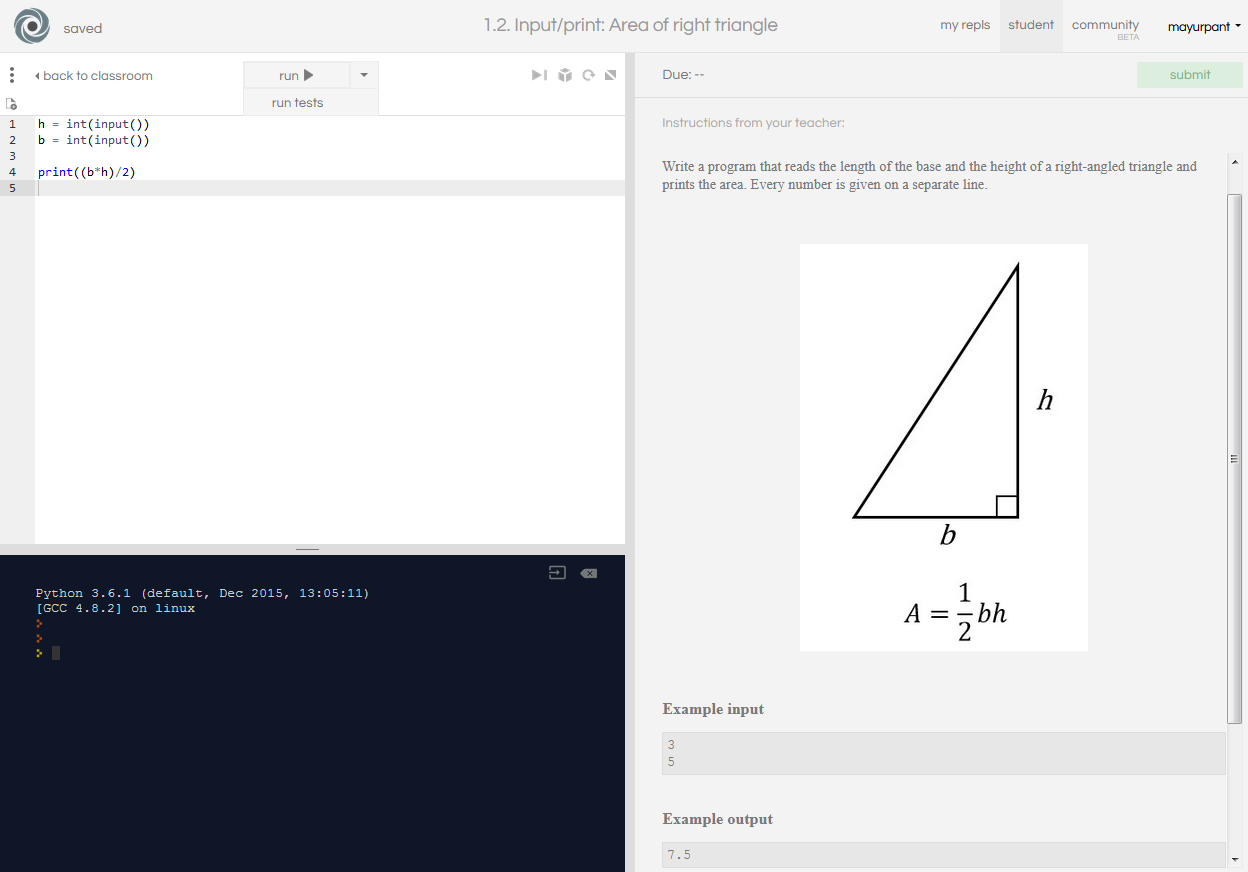 saved
1.2. Input/print: Area of right triangle
my repls
student
community
BETA
mayurpant
back to classroom
run
run tests
1 h = int(input())
2 b = int(input())
3
4 print((b*h)/2)
5
Python 3.6.1 (default, Dec 2015, 13:05:11)
[GCC 4.8.2] on linux
Due: --
submit
Instructions from your teacher:
Write a program that reads the length of the base and the height of a right-angled triangle and
prints the area. Every number is given on a separate line.
h
b
A = 1/2 bh
Example input
3
5
Example output
7.5